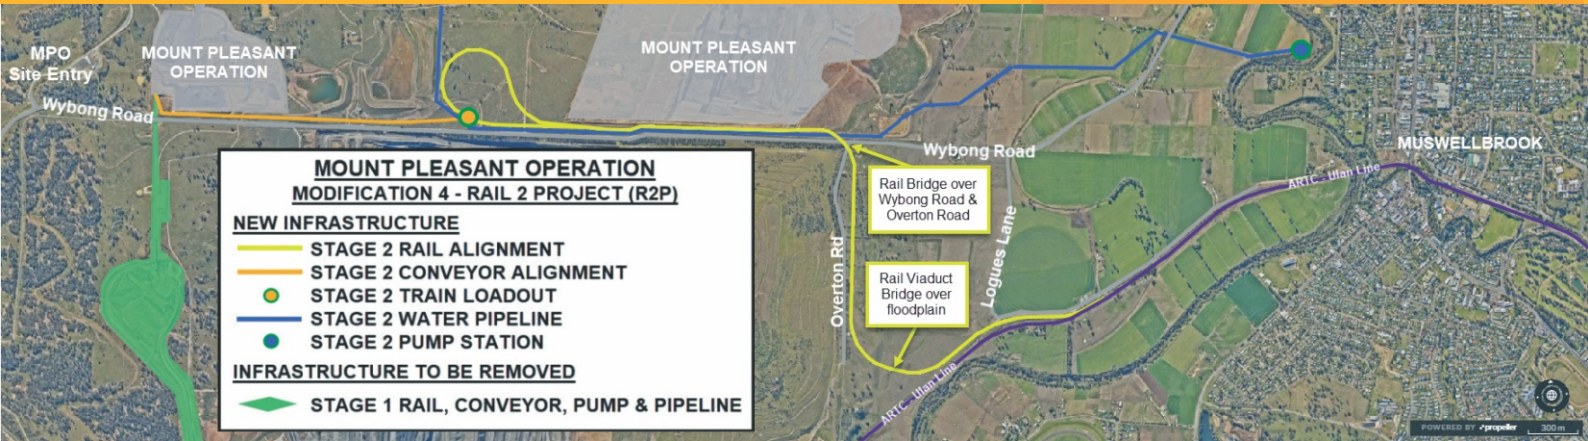 MPO
Site Entry
MOUNT PLEASANT
OPERATION
MOUNT PLEASANT
OPERATION
Wybong Road
Wybong Road
MUSWELLBROOK
ARTC - Ulan Line
Rail Bridge over
Wybong Road &
Overton Road
Overton Rd
Logues Lane
Rail Viaduct
Bridge over
floodplain
ARTC - Ulan Line
MOUNT PLEASANT OPERATION
MODIFICATION 4 - RAIL 2 PROJECT (R2P)
NEW INFRASTRUCTURE
STAGE 2 RAIL ALIGNMENT
STAGE 2 CONVEYOR ALIGNMENT
STAGE 2 TRAIN LOADOUT
STAGE 2 WATER PIPELINE
STAGE 2 PUMP STATION
INFRASTRUCTURE TO BE REMOVED
STAGE 1 RAIL, CONVEYOR, PUMP & PIPELINE
POWERED BY propeller
300 m